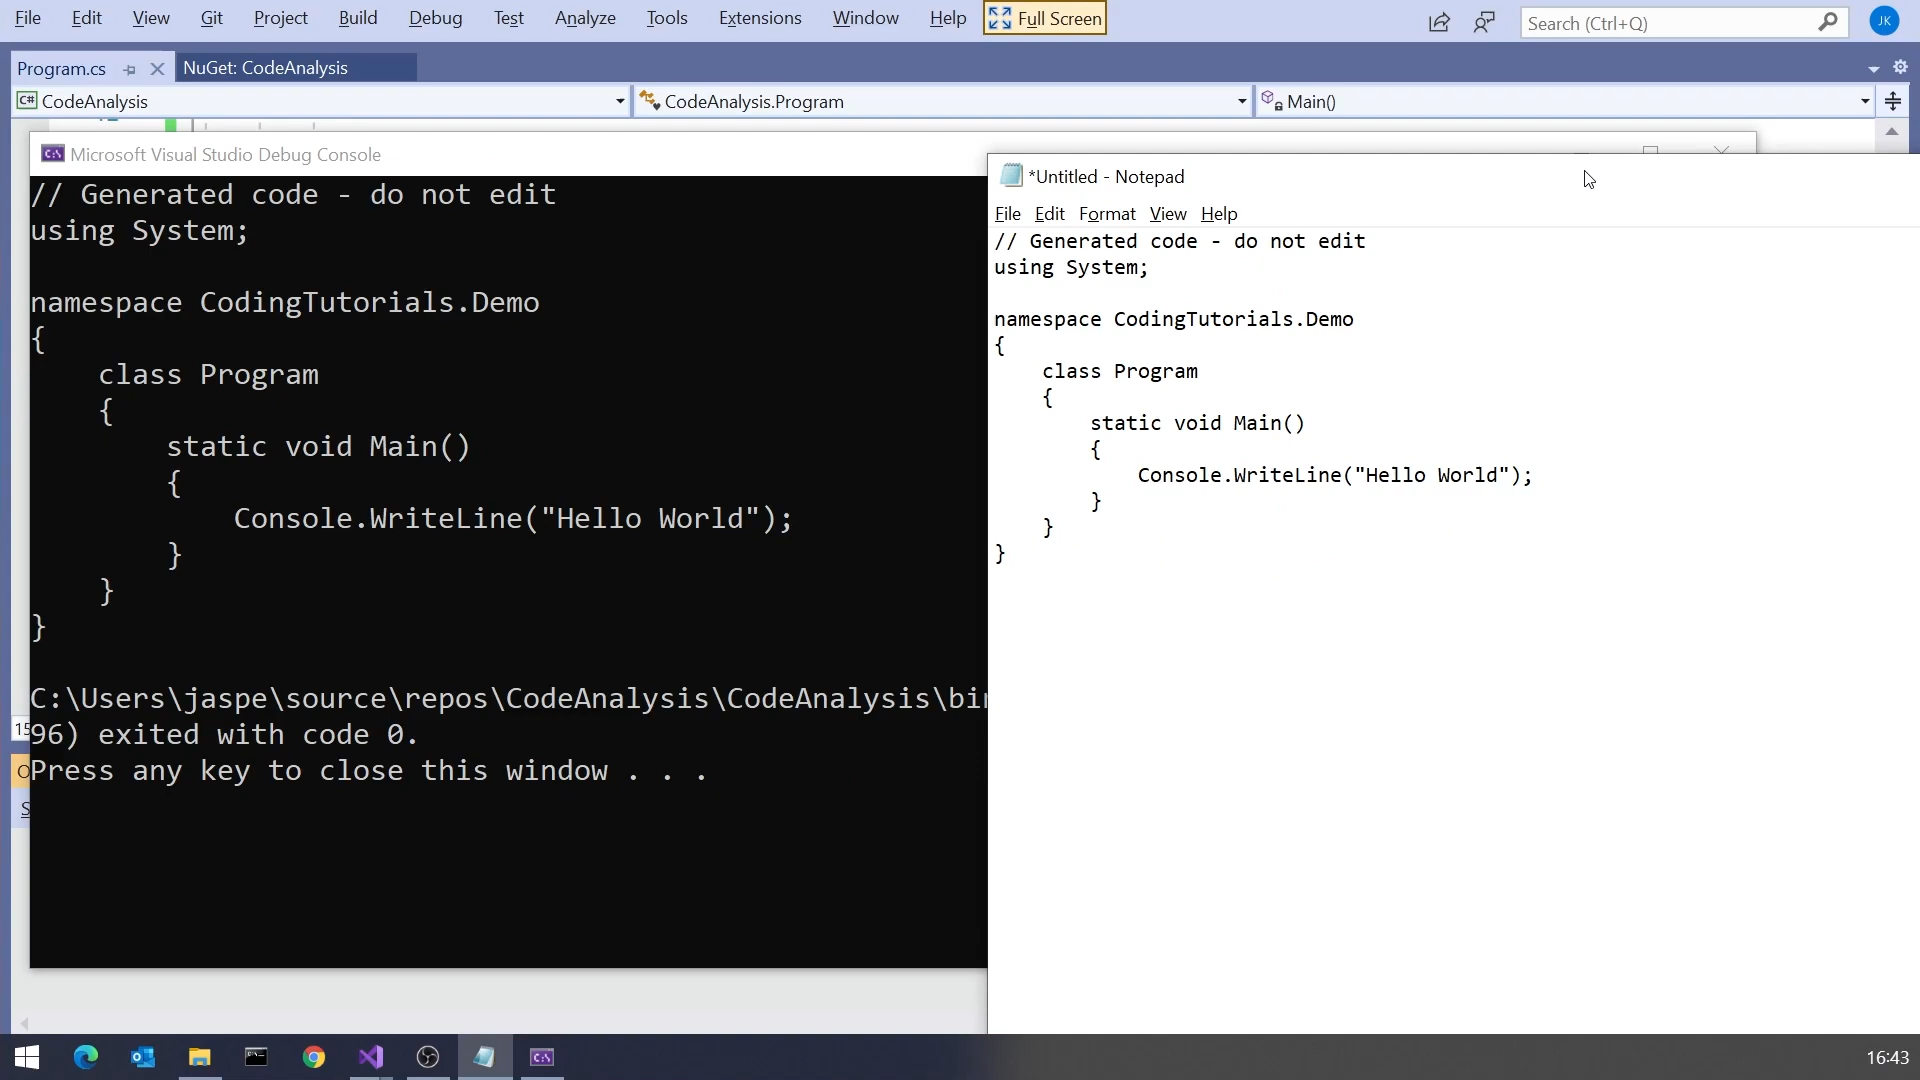 File Edit View Git Project Build Debug Test Analyze Tools Extensions Window Help Full Screen Search (Ctrl+Q) JK
Program.cs NuGet: CodeAnalysis
C# CodeAnalysis CodeAnalysis.Program Main()
Microsoft Visual Studio Debug Console
// Generated code - do not edit
using System;
namespace CodingTutorials.Demo
{
class Program
{
static void Main()
{
Console.WriteLine("Hello World");
}
}
}
C:\Users\jaspe\source\repos\CodeAnalysis\CodeAnalysis\bin
96) exited with code 0.
Press any key to close this window . . .
*Untitled - Notepad
File Edit Format View Help
// Generated code - do not edit
using System;
namespace CodingTutorials.Demo
{
class Program
{
static void Main()
{
Console.WriteLine("Hello World");
}
}
}
16:43